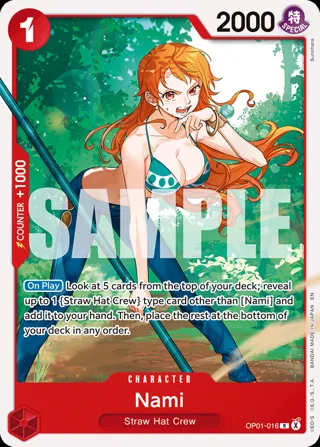 1
2000
特
SPECIAL
Sunohara
COUNTER +1000
SAMPLE
On Play Look at 5 cards from the top of your deck; reveal
up to 1 {Straw Hat Crew} type card other than [Nami] and
add it to your hand. Then, place the rest at the bottom of
your deck in any order.
CHARACTER
Nami
Straw Hat Crew
OP01-016 R
©E.O./S., T.A. BANDAI MADE IN JAPAN EN